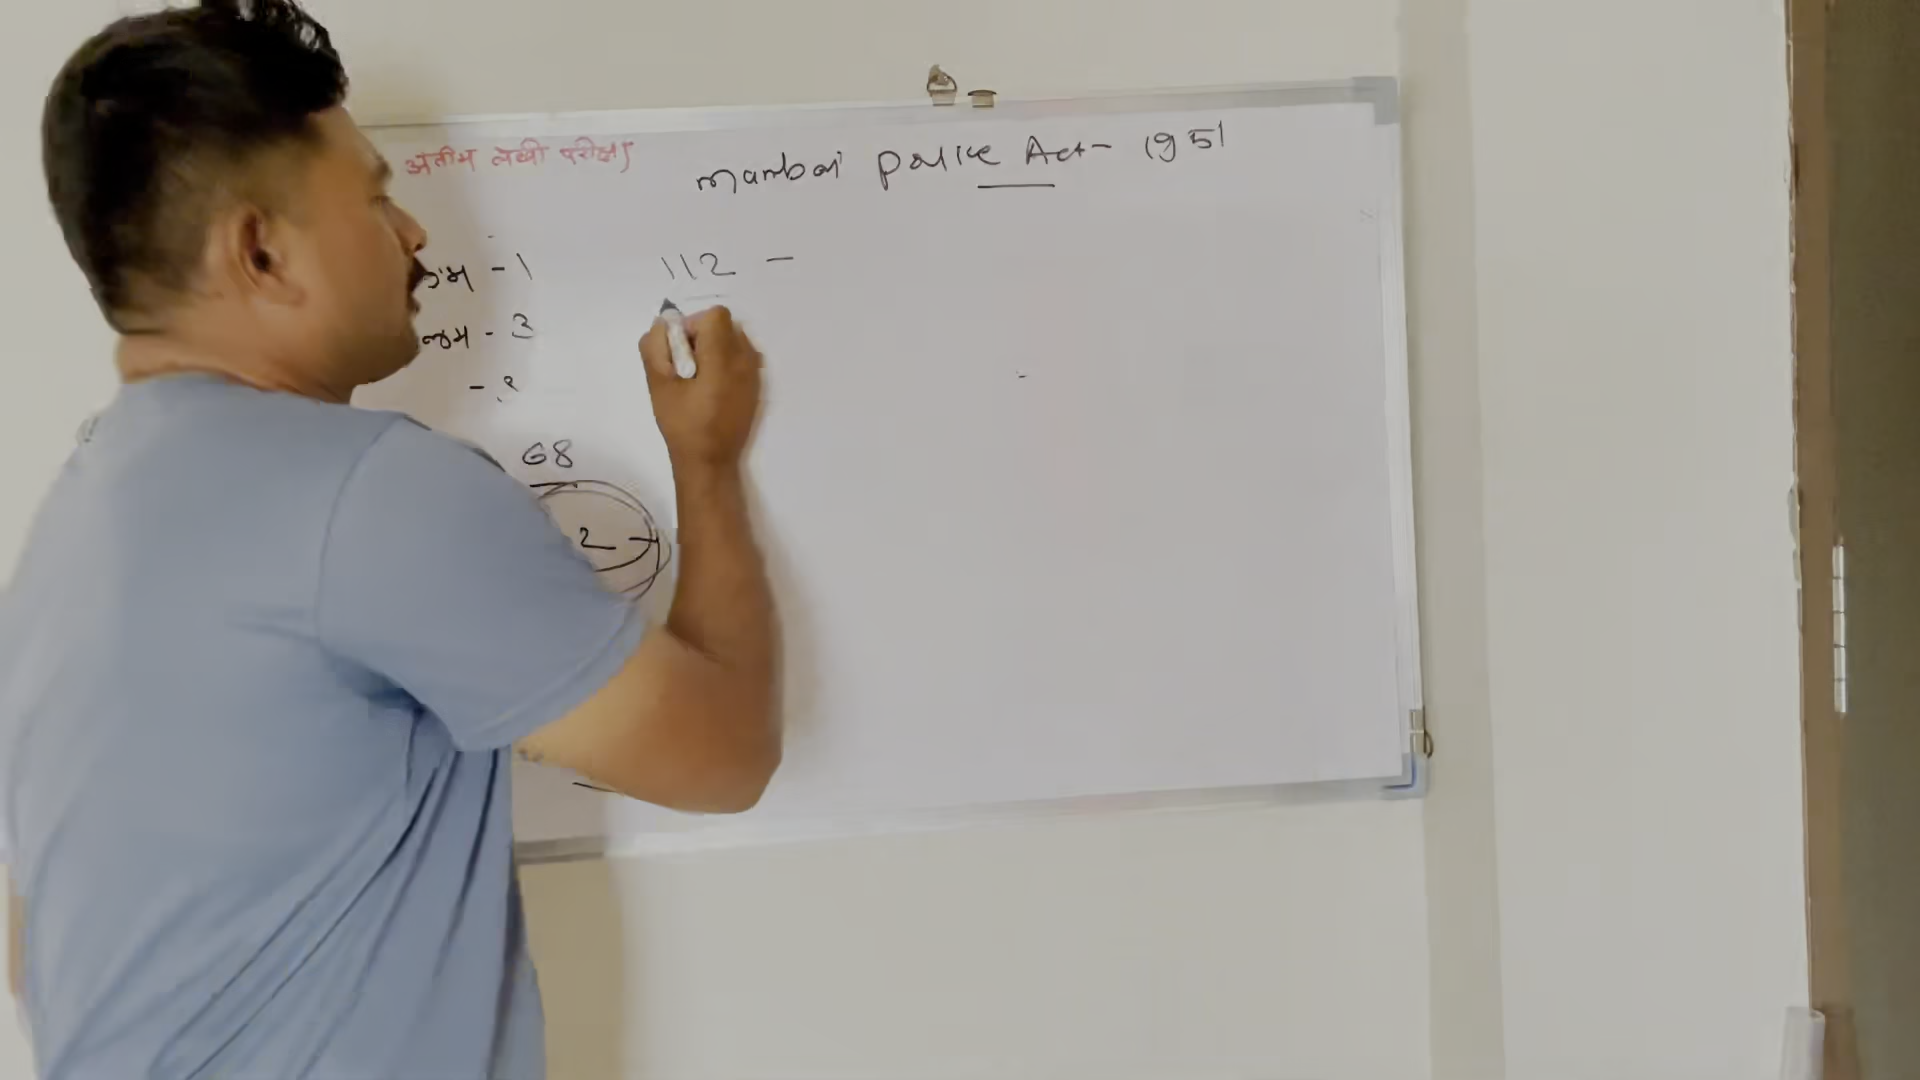 अंतीम लेखी परीक्षा
Mumbai Police Act - 1951
- 1
112 -
- 3
68
2 -